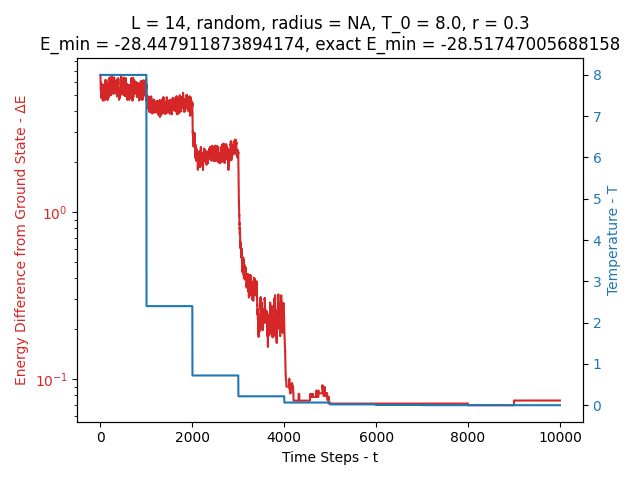 L = 14, random, radius = NA, T_0 = 8.0, r = 0.3
E_min = -28.447911873894174, exact E_min = -28.51747005688158
Energy Difference from Ground State - ΔE
10^0
10^-1
8
7
6
5
4
3
2
1
0
Temperature - T
0 2000 4000 6000 8000 10000
Time Steps - t